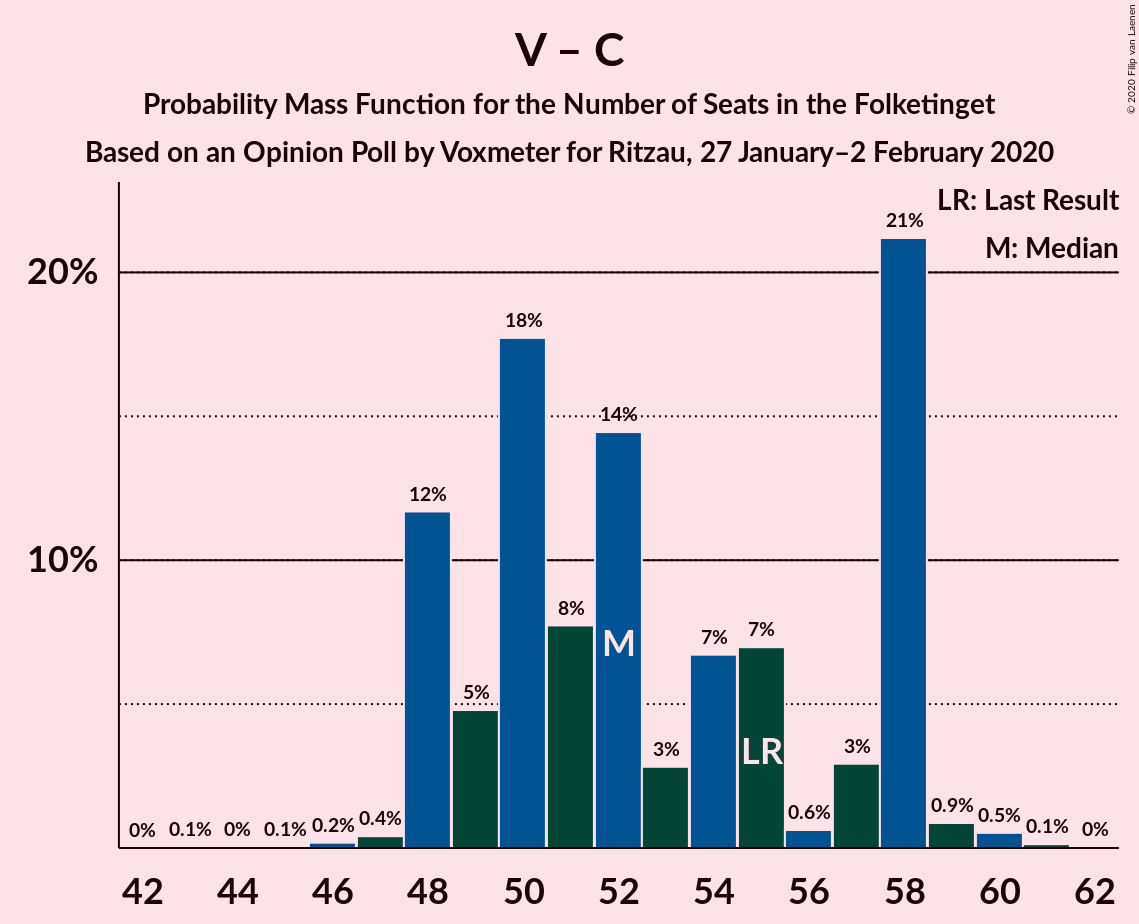 © 2020 Filip van Laenen
V – C
Probability Mass Function for the Number of Seats in the Folketinget
Based on an Opinion Poll by Voxmeter for Ritzau, 27 January–2 February 2020
LR: Last Result
M: Median
20%
10%
0% 0.1% 0% 0.1% 0.2% 0.4% 12% 5% 18% 8% 14% 3% 7% 7% 0.6% 3% 21% 0.9% 0.5% 0.1% 0%
M
LR
42 44 46 48 50 52 54 56 58 60 62